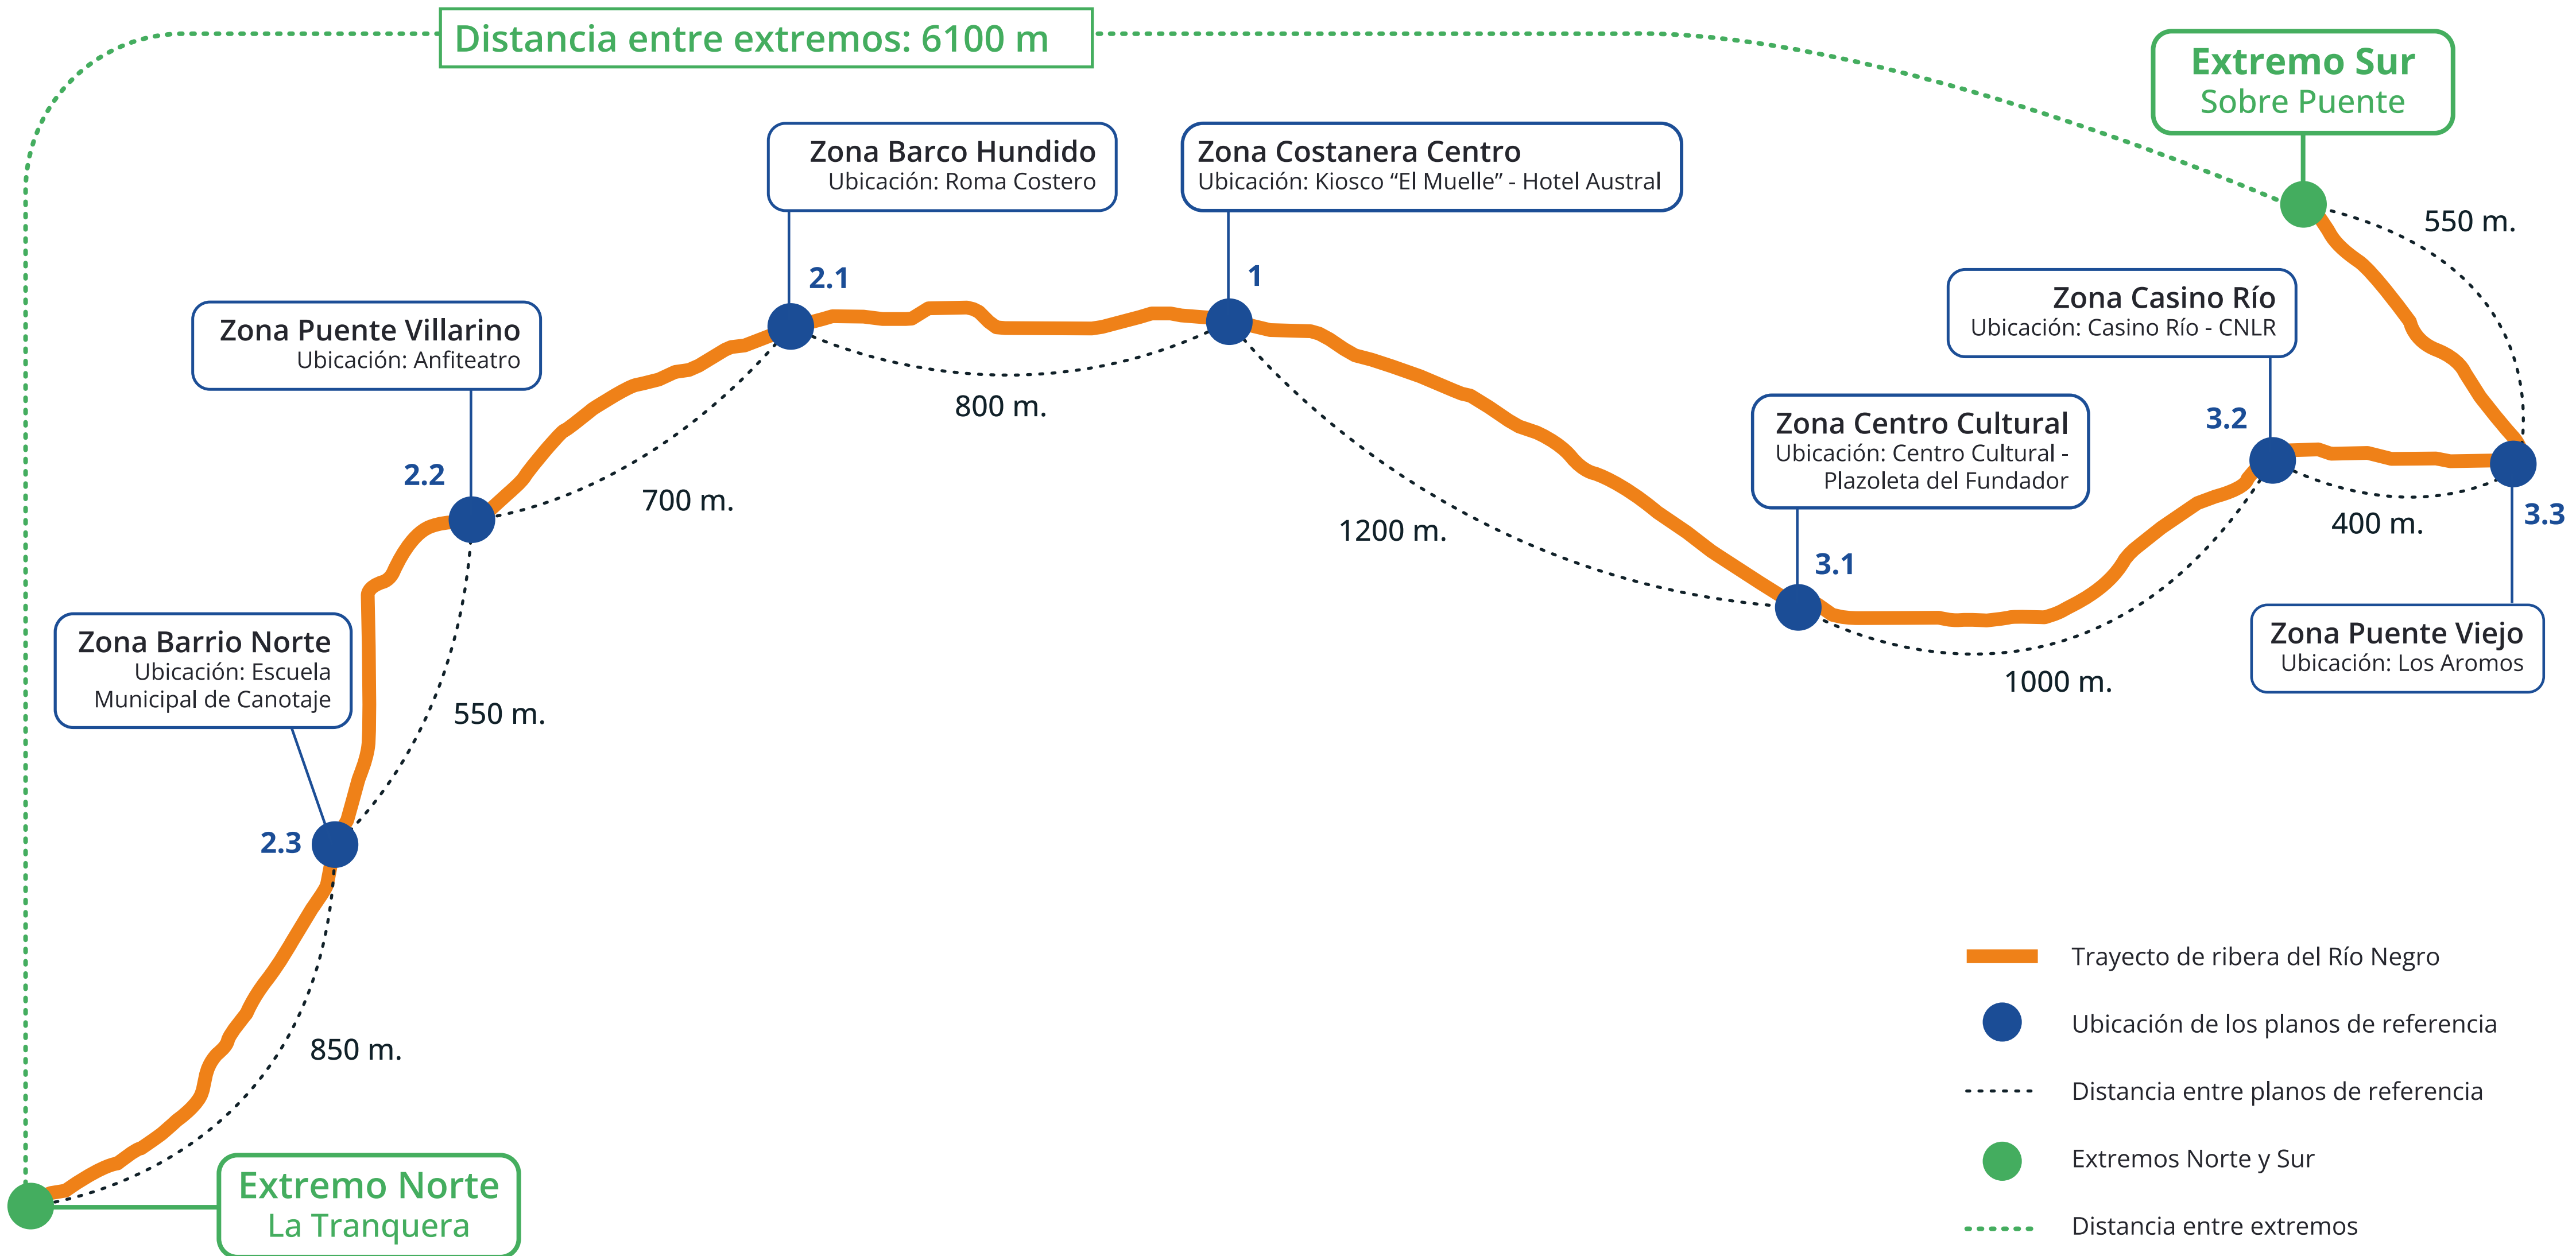 Distancia entre extremos: 6100 m
Extremo Sur
Sobre Puente
Zona Barco Hundido
Ubicación: Roma Costero
Zona Costanera Centro
Ubicación: Kiosco “El Muelle” - Hotel Austral
550 m.
2.1
1
Zona Casino Río
Ubicación: Casino Río - CNLR
Zona Puente Villarino
Ubicación: Anfiteatro
800 m.
3.2
Zona Centro Cultural
Ubicación: Centro Cultural -
Plazoleta del Fundador
2.2
700 m.
1200 m.
400 m.
3.3
3.1
Zona Barrio Norte
Ubicación: Escuela
Municipal de Canotaje
Zona Puente Viejo
Ubicación: Los Aromos
1000 m.
550 m.
2.3
850 m.
Extremo Norte
La Tranquera
Trayecto de ribera del Río Negro
Ubicación de los planos de referencia
Distancia entre planos de referencia
Extremos Norte y Sur
Distancia entre extremos